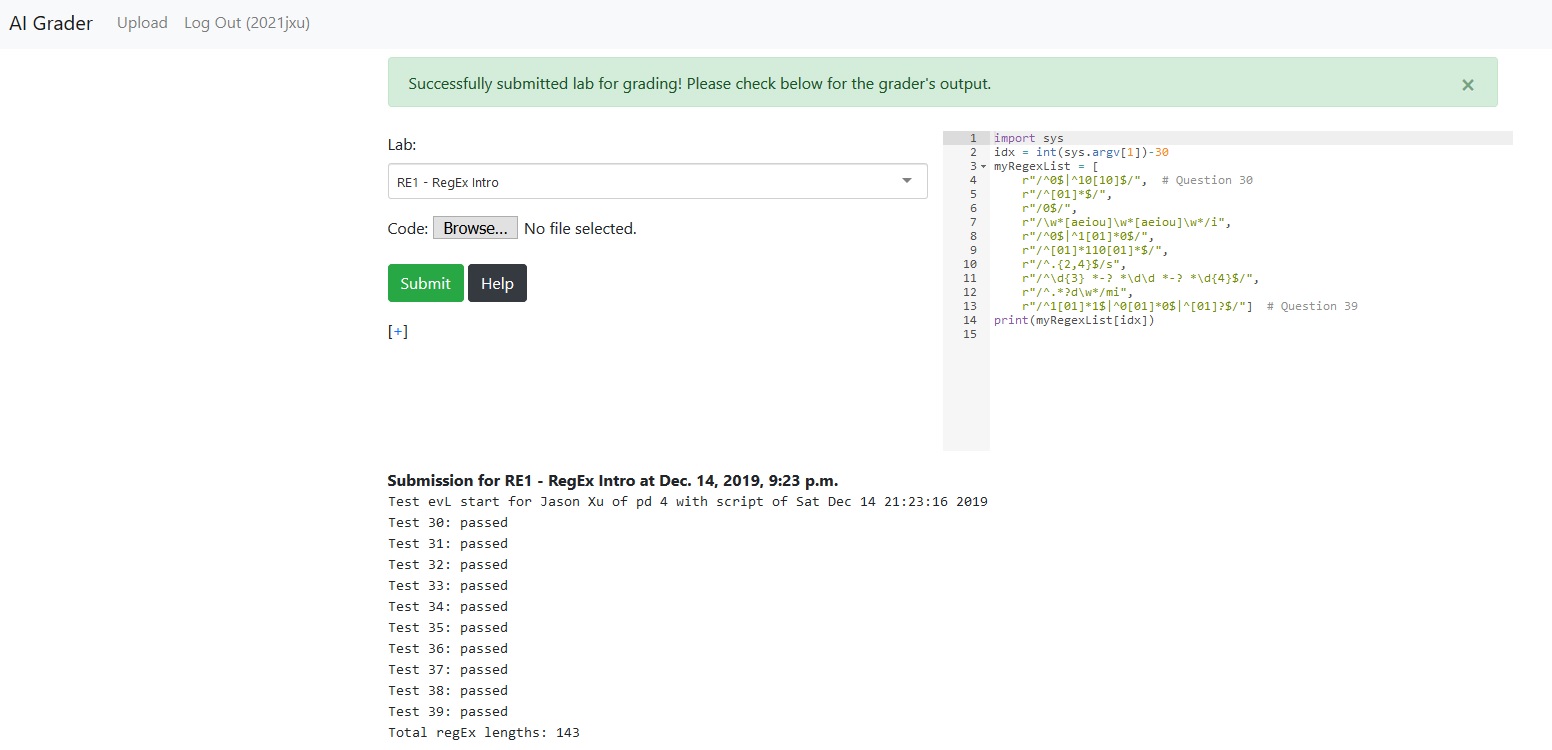 AI Grader Upload Log Out (2021jxu)
Successfully submitted lab for grading! Please check below for the grader's output. ×
Lab:
RE1 - RegEx Intro
Code: Browse... No file selected.
Submit Help
[+]
1 import sys
2 idx = int(sys.argv[1])-30
3 myRegexList = [
4 r"/^0$|^10[10]$/", # Question 30
5 r"/^[01]*$/",
6 r"/0$/",
7 r"/\w*[aeiou]\w*[aeiou]\w*/i",
8 r"/^0$|^1[01]*0$/",
9 r"/^[01]*110[01]*$/",
10 r"/^.{2,4}$/s",
11 r"/^\d{3} *-? *\d\d *-? *\d{4}$/",
12 r"/^.*?d\w*/mi",
13 r"/^1[01]*1$|^0[01]*0$|^[01]?$/"] # Question 39
14 print(myRegexList[idx])
15
Submission for RE1 - RegEx Intro at Dec. 14, 2019, 9:23 p.m.
Test evL start for Jason Xu of pd 4 with script of Sat Dec 14 21:23:16 2019
Test 30: passed
Test 31: passed
Test 32: passed
Test 33: passed
Test 34: passed
Test 35: passed
Test 36: passed
Test 37: passed
Test 38: passed
Test 39: passed
Total regEx lengths: 143